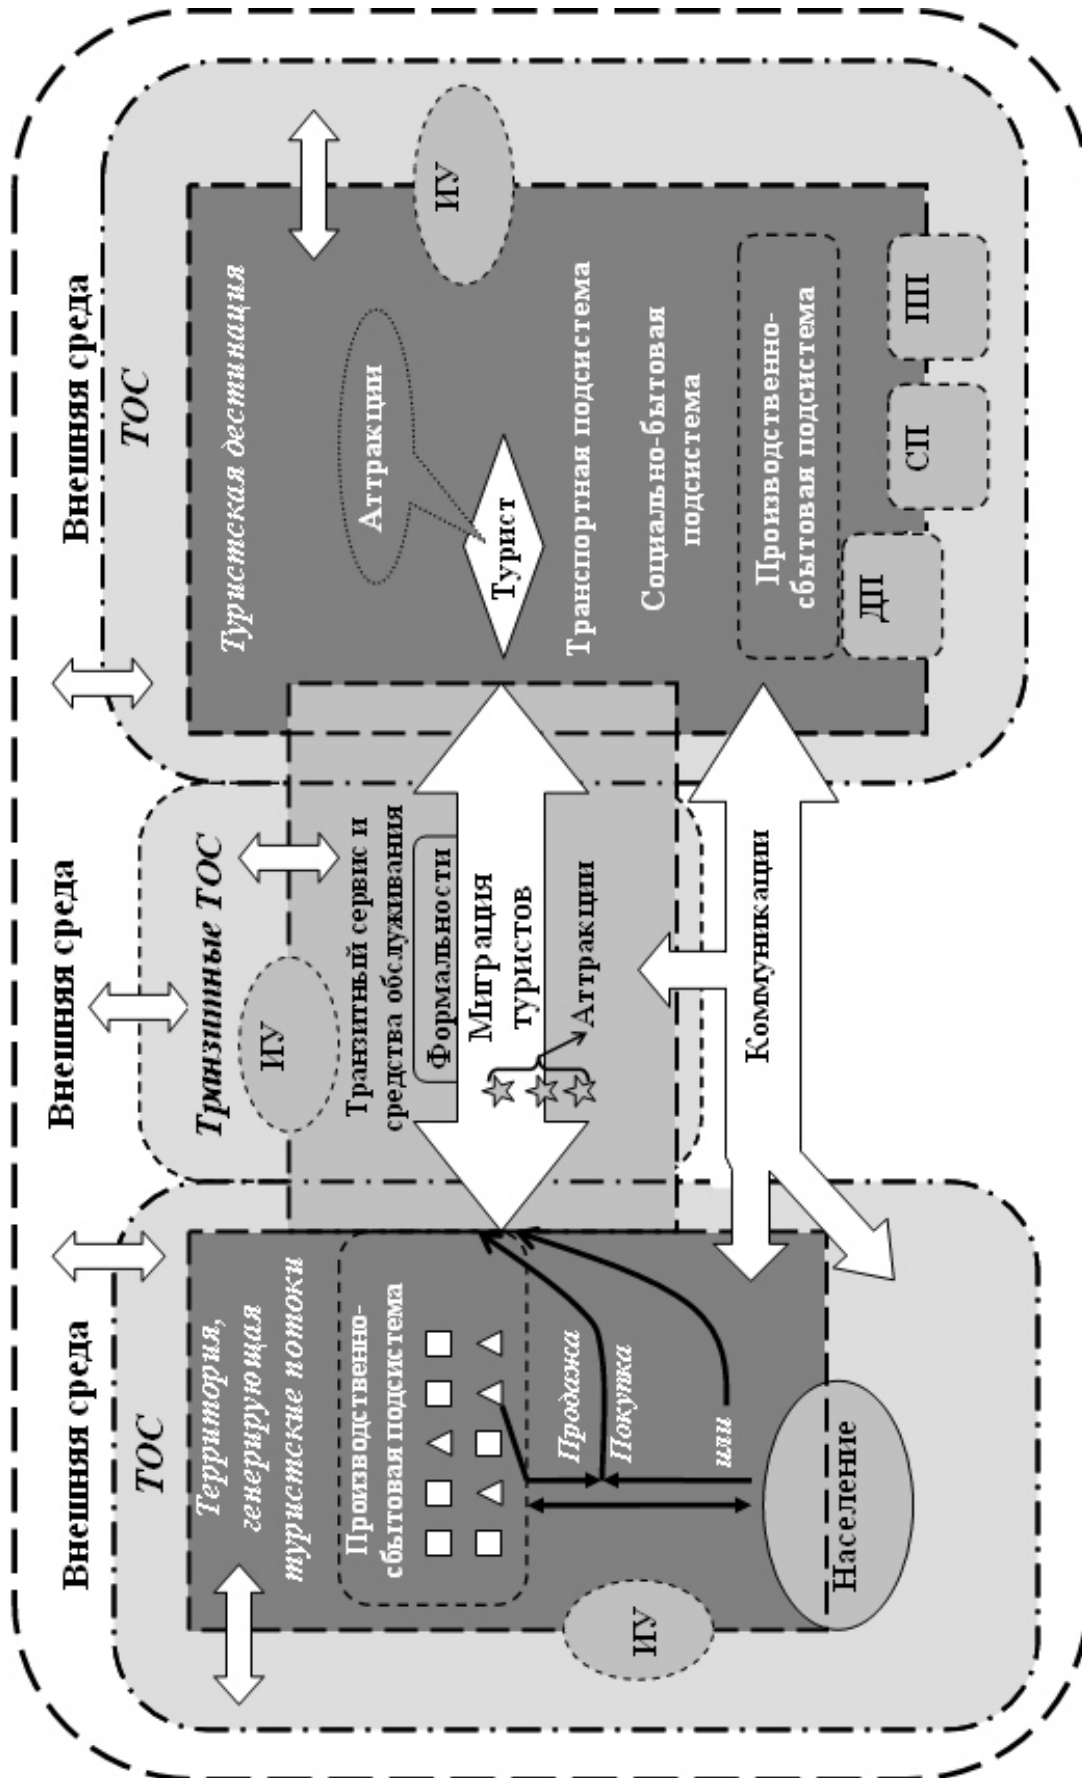 Внешняя среда
Внешняя среда
Внешняя среда
ТОС
Транзитные ТОС
ТОС
Территория,
генерирующая
туристские потоки
Производственно-
сбытовая подсистема
Продажа
Покупка
или
Население
ИУ
ИУ
Транзитный сервис и
средства обслуживания
Формальности
Миграция
туристов
Аттракции
Коммуникации
Туристская дестинация
Аттракции
ИУ
Турист
Транспортная подсистема
Социально-бытовая
подсистема
Производственно-
сбытовая подсистема
ДП
СП
ПП